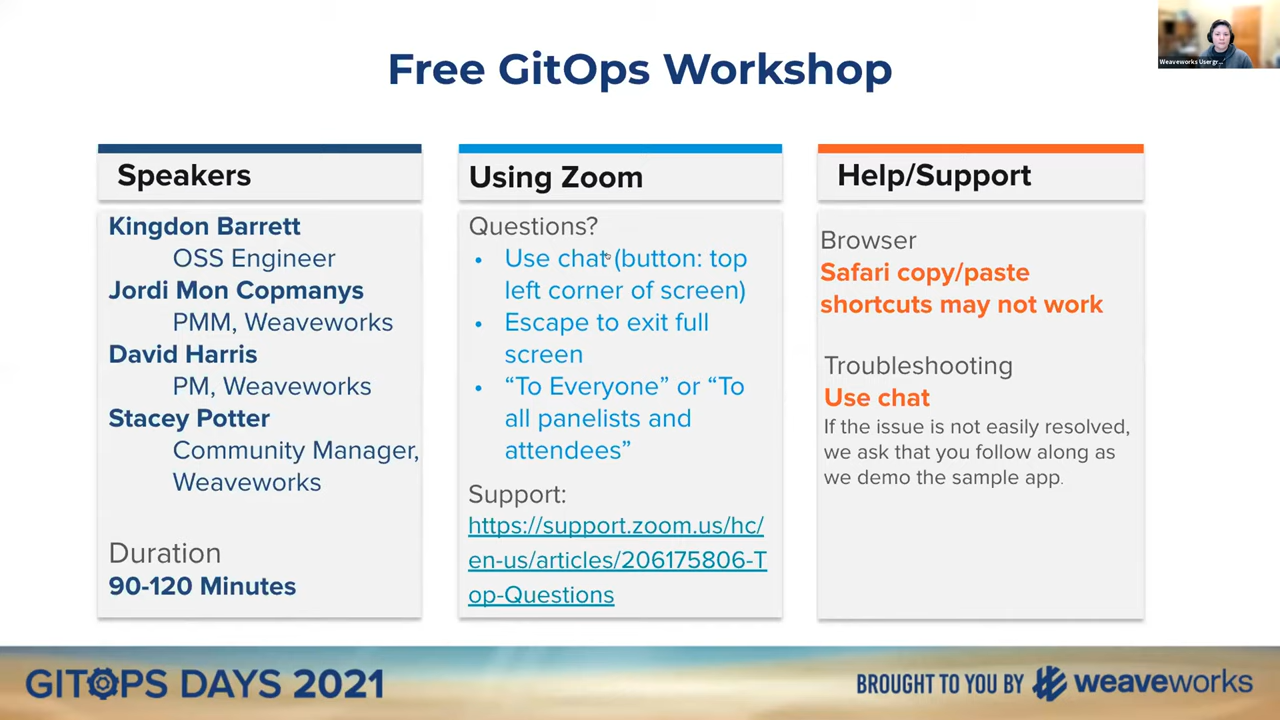 Free GitOps Workshop
Weaveworks Usergr...
Speakers
Kingdon Barrett
OSS Engineer
Jordi Mon Copmanys
PMM, Weaveworks
David Harris
PM, Weaveworks
Stacey Potter
Community Manager,
Weaveworks
Duration
90-120 Minutes
Using Zoom
Questions?
• Use chat (button: top
left corner of screen)
• Escape to exit full
screen
• “To Everyone” or “To
all panelists and
attendees”
Support:
https://support.zoom.us/hc/
en-us/articles/206175806-T
op-Questions
Help/Support
Browser
Safari copy/paste
shortcuts may not work
Troubleshooting
Use chat
If the issue is not easily resolved,
we ask that you follow along as
we demo the sample app.
GITOPS DAYS 2021
BROUGHT TO YOU BY weaveworks